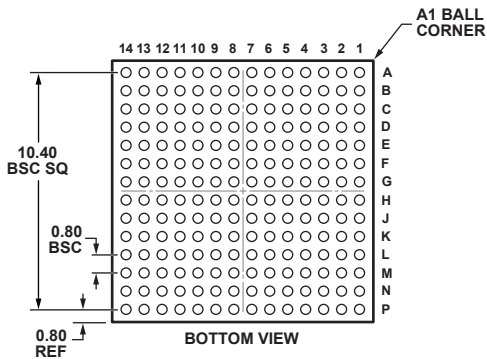 A1 BALL
CORNER
14 13 12 11 10 9 8 7 6 5 4 3 2 1
A
B
C
D
E
F
G
H
J
K
L
M
N
P
10.40
BSC SQ
0.80
BSC
0.80
REF
BOTTOM VIEW